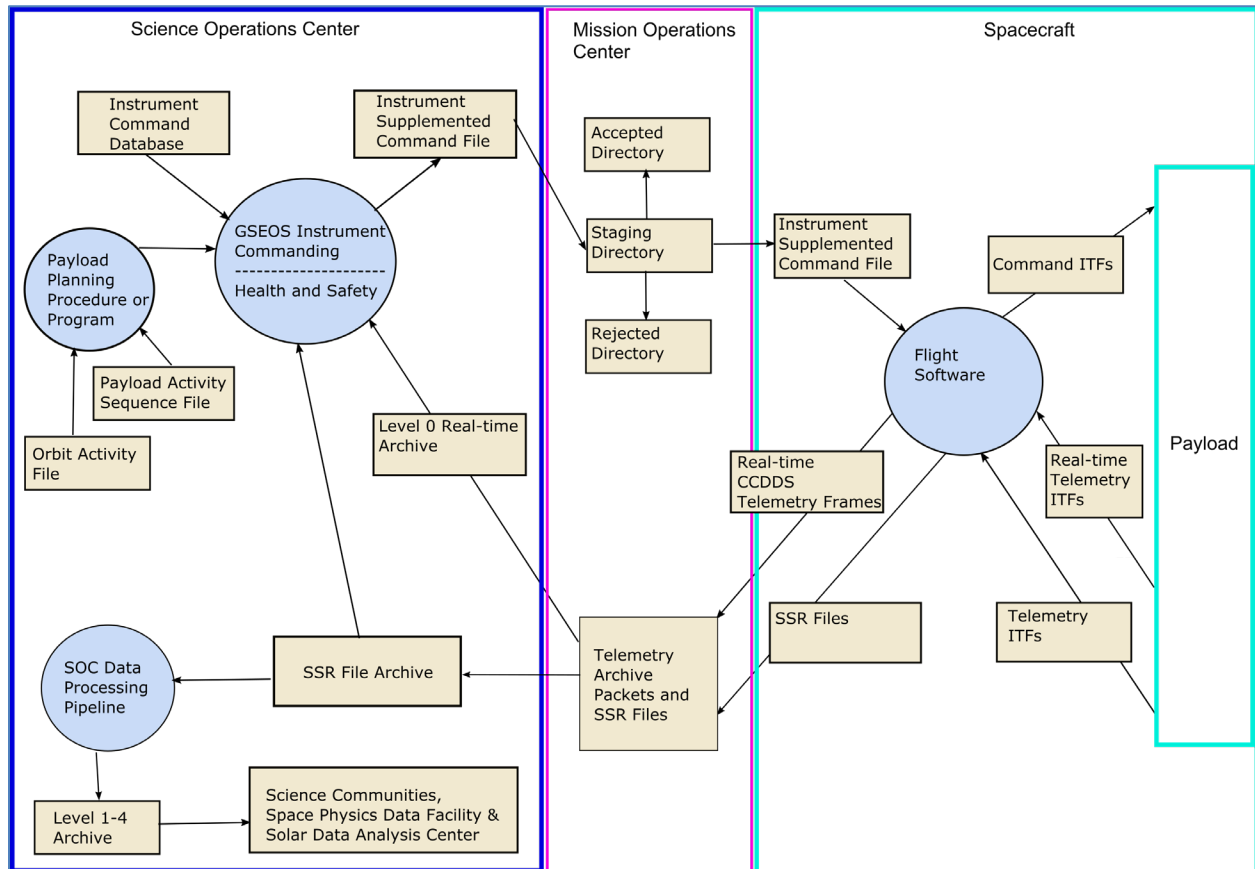 Science Operations Center
Mission Operations
Center
Spacecraft
Instrument
Command
Database
Instrument
Supplemented
Command File
GSEOS Instrument
Commanding
Health and Safety
Payload
Planning
Procedure or
Program
Payload Activity
Sequence File
Orbit Activity
File
Level 0 Real-time
Archive
SSR File Archive
SOC Data
Processing
Pipeline
Level 1-4
Archive
Science Communities,
Space Physics Data Facility &
Solar Data Analysis Center
Accepted
Directory
Staging
Directory
Rejected
Directory
Telemetry
Archive
Packets and
SSR Files
Instrument
Supplemented
Command File
Command ITFs
Flight
Software
Real-time
CCDDS
Telemetry Frames
SSR Files
Real-time
Telemetry
ITFs
Telemetry
ITFs
Payload